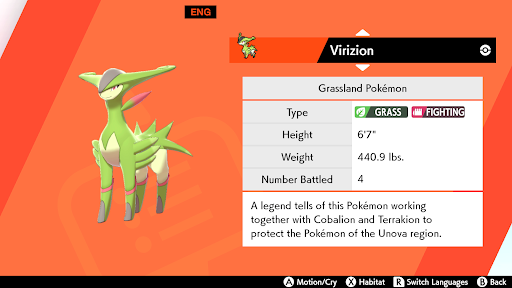 ENG
Virizion
Grassland Pokémon
Type GRASS FIGHTING
Height 6'7"
Weight 440.9 lbs.
Number Battled 4
A legend tells of this Pokémon working
together with Cobalion and Terrakion to
protect the Pokémon of the Unova region.
A Motion/Cry X Habitat R Switch Languages B Back